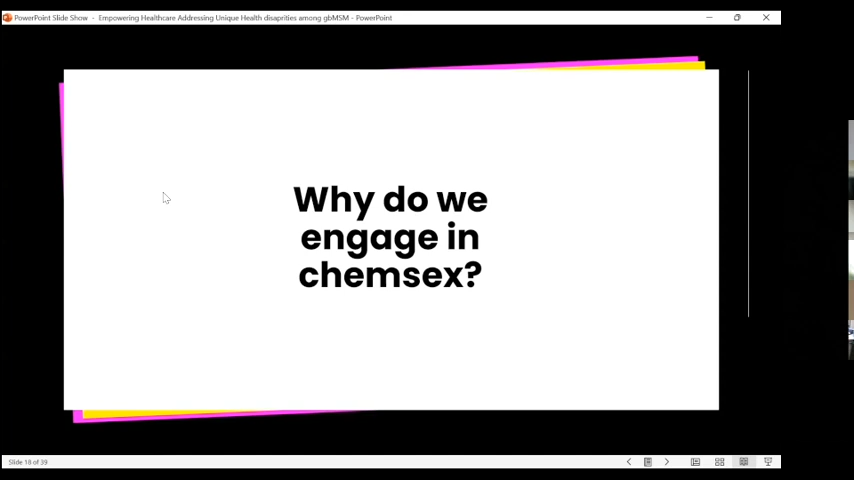 PowerPoint Slide Show - Empowering Healthcare Addressing Unique Health disaprities among gbMSM - PowerPoint
Why do we
engage in
chemsex?
Slide 18 of 39